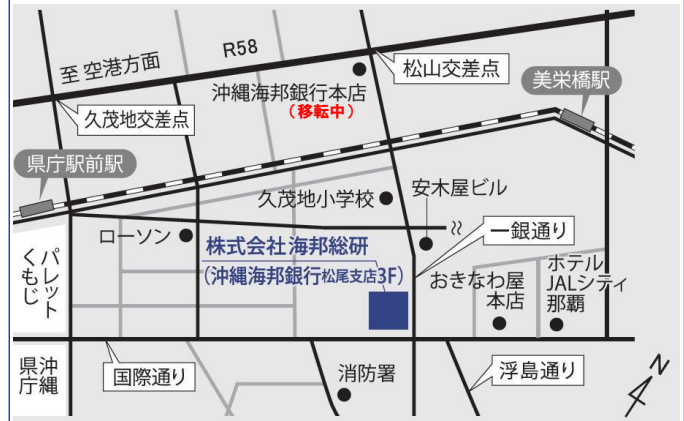 至 空港方面
R58
松山交差点
美栄橋駅
沖縄海邦銀行本店
(移転中)
久茂地交差点
県庁駅前駅
久茂地小学校
安木屋ビル
ローソン
一銀通り
株式会社海邦総研
(沖縄海邦銀行松尾支店3F)
パレット
くもじ
おきなわ屋
本店
ホテル
JALシティ
那覇
沖縄
県庁
国際通り
消防署
浮島通り
N